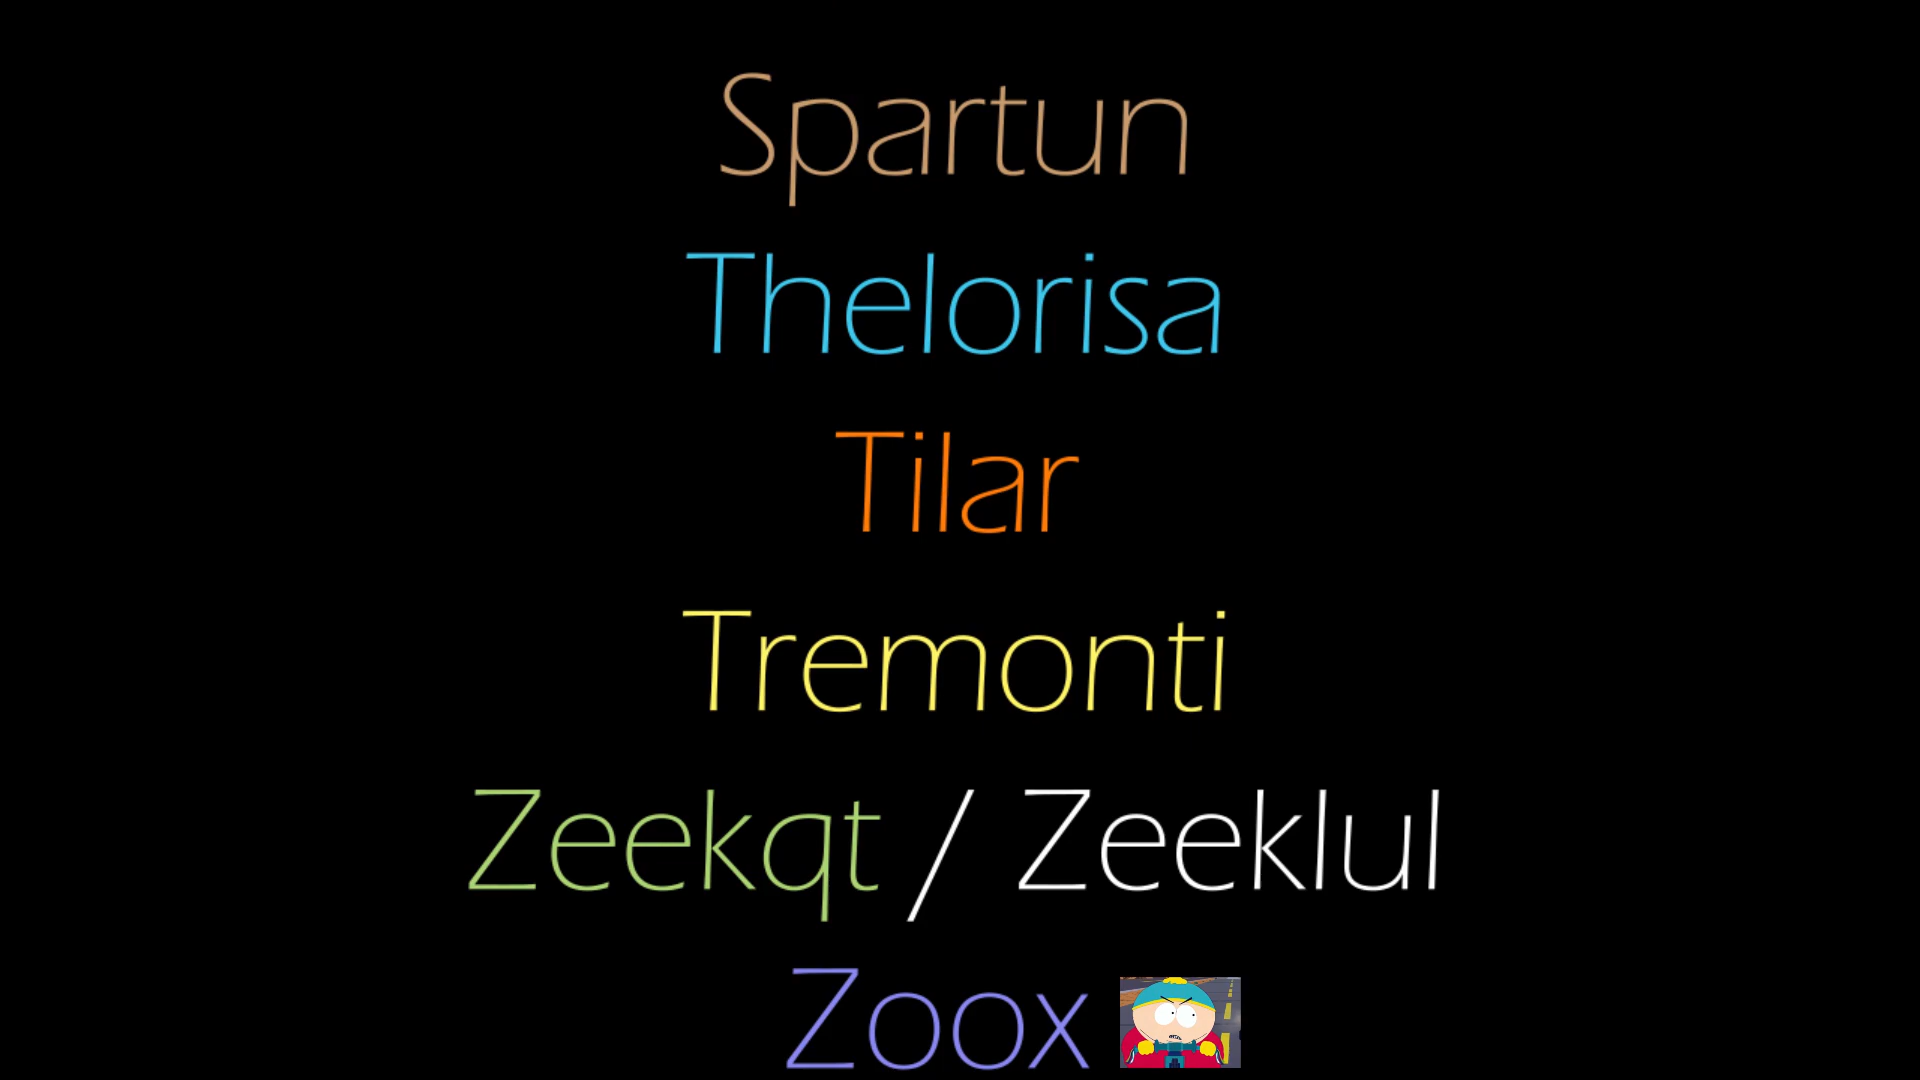 Spartun
Thelorisa
Tilar
Tremonti
Zeekqt / Zeeklul
Zoox